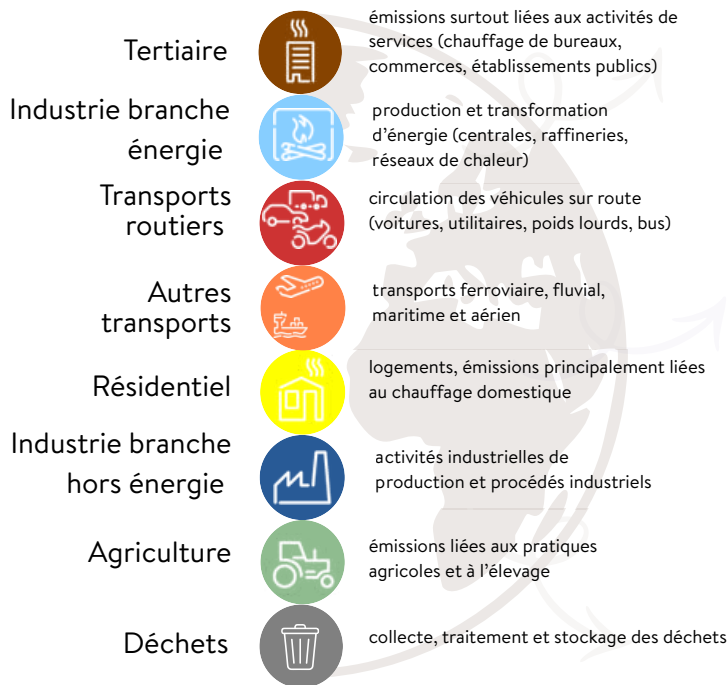 Tertiaire
émissions surtout liées aux activités de
services (chauffage de bureaux,
commerces, établissements publics)
Industrie branche
énergie
production et transformation
d'énergie (centrales, raffineries,
réseaux de chaleur)
Transports
routiers
circulation des véhicules sur route
(voitures, utilitaires, poids lourds, bus)
Autres
transports
transports ferroviaire, fluvial,
maritime et aérien
Résidentiel
logements, émissions principalement liées
au chauffage domestique
Industrie branche
hors énergie
activités industrielles de
production et procédés industriels
Agriculture
émissions liées aux pratiques
agricoles et à l'élevage
Déchets
collecte, traitement et stockage des déchets